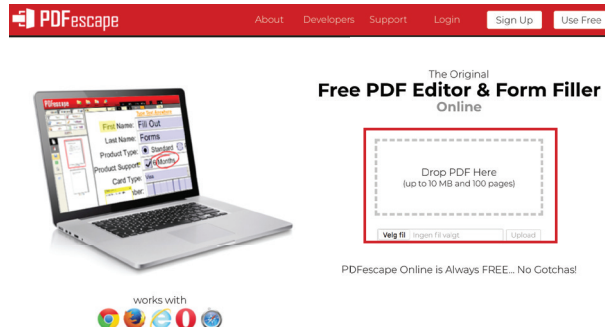 PDFescape
About Developers Support Login Sign Up Use Free
The Original
Free PDF Editor & Form Filler
Online
PDFescape
First Name: Fill Out
Last Name: Forms
Product Type: Standard
Product Support: 6 Months
Card Type: Visa
ber:
Drop PDF Here
(up to 10 MB and 100 pages)
Velg fil Ingen fil valgt Upload
PDFescape Online is Always FREE... No Gotchas!
works with